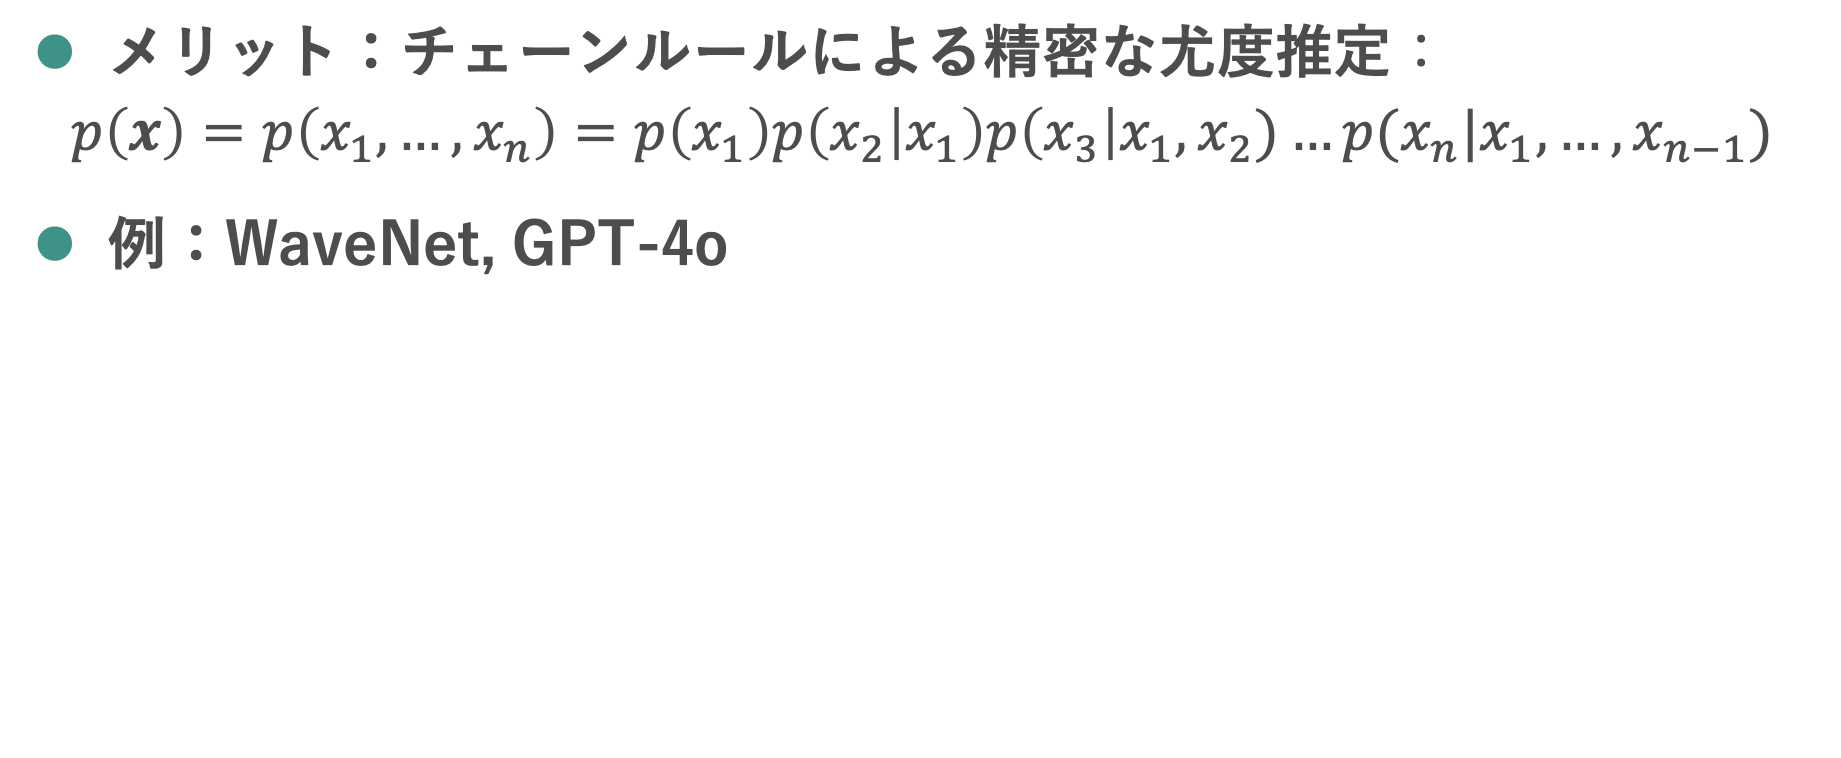 ● メリット：チェーンルールによる精密な尤度推定：
p(x) = p(x₁, … , xₙ) = p(x₁)p(x₂|x₁)p(x₃|x₁, x₂) … p(xₙ|x₁, … , xₙ₋₁)
● 例：WaveNet, GPT-4o